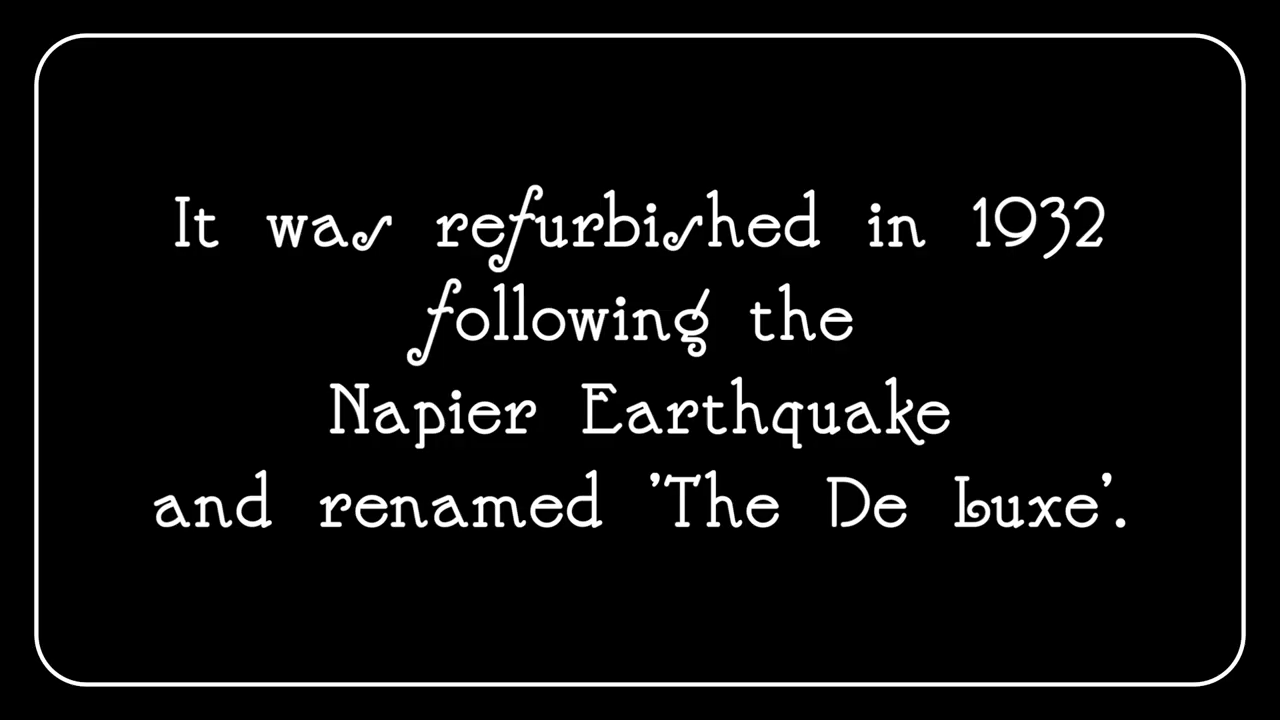 It was refurbished in 1932
following the
Napier Earthquake
and renamed 'The De Luxe'.